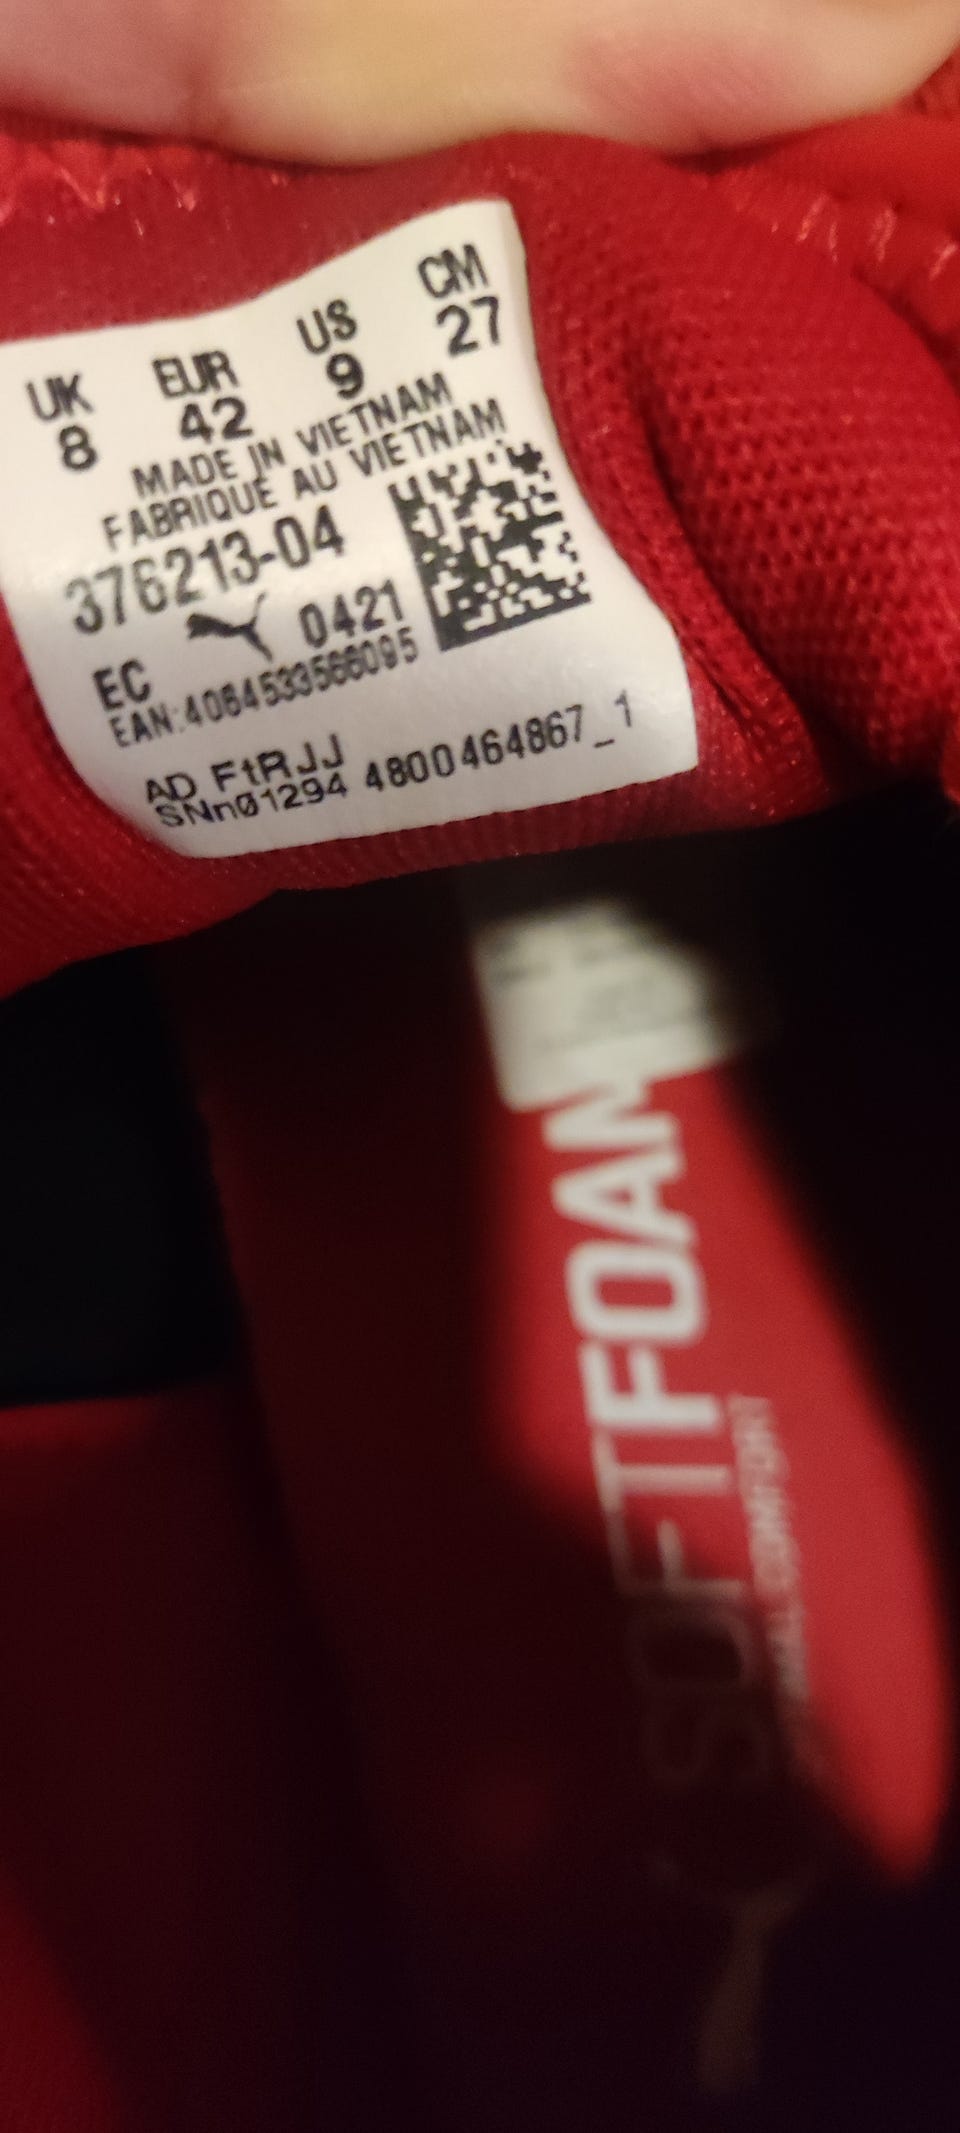 UK EUR US CM
8 42 9 27
MADE IN VIETNAM
FABRIQUE AU VIETNAM
376213-04
EC 0421
EAN:4064533566095
AD FtRJJ
SNn01294 4800464867_1
SOFTFOAM
COMFORT